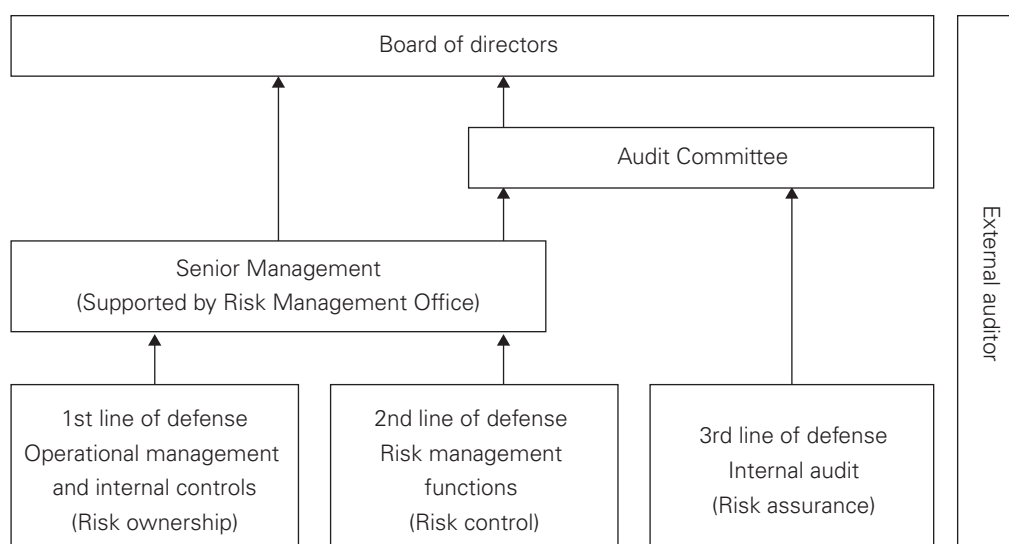 Board of directors
Audit Committee
Senior Management
(Supported by Risk Management Office)
1st line of defense
Operational management
and internal controls
(Risk ownership)
2nd line of defense
Risk management
functions
(Risk control)
3rd line of defense
Internal audit
(Risk assurance)
External auditor